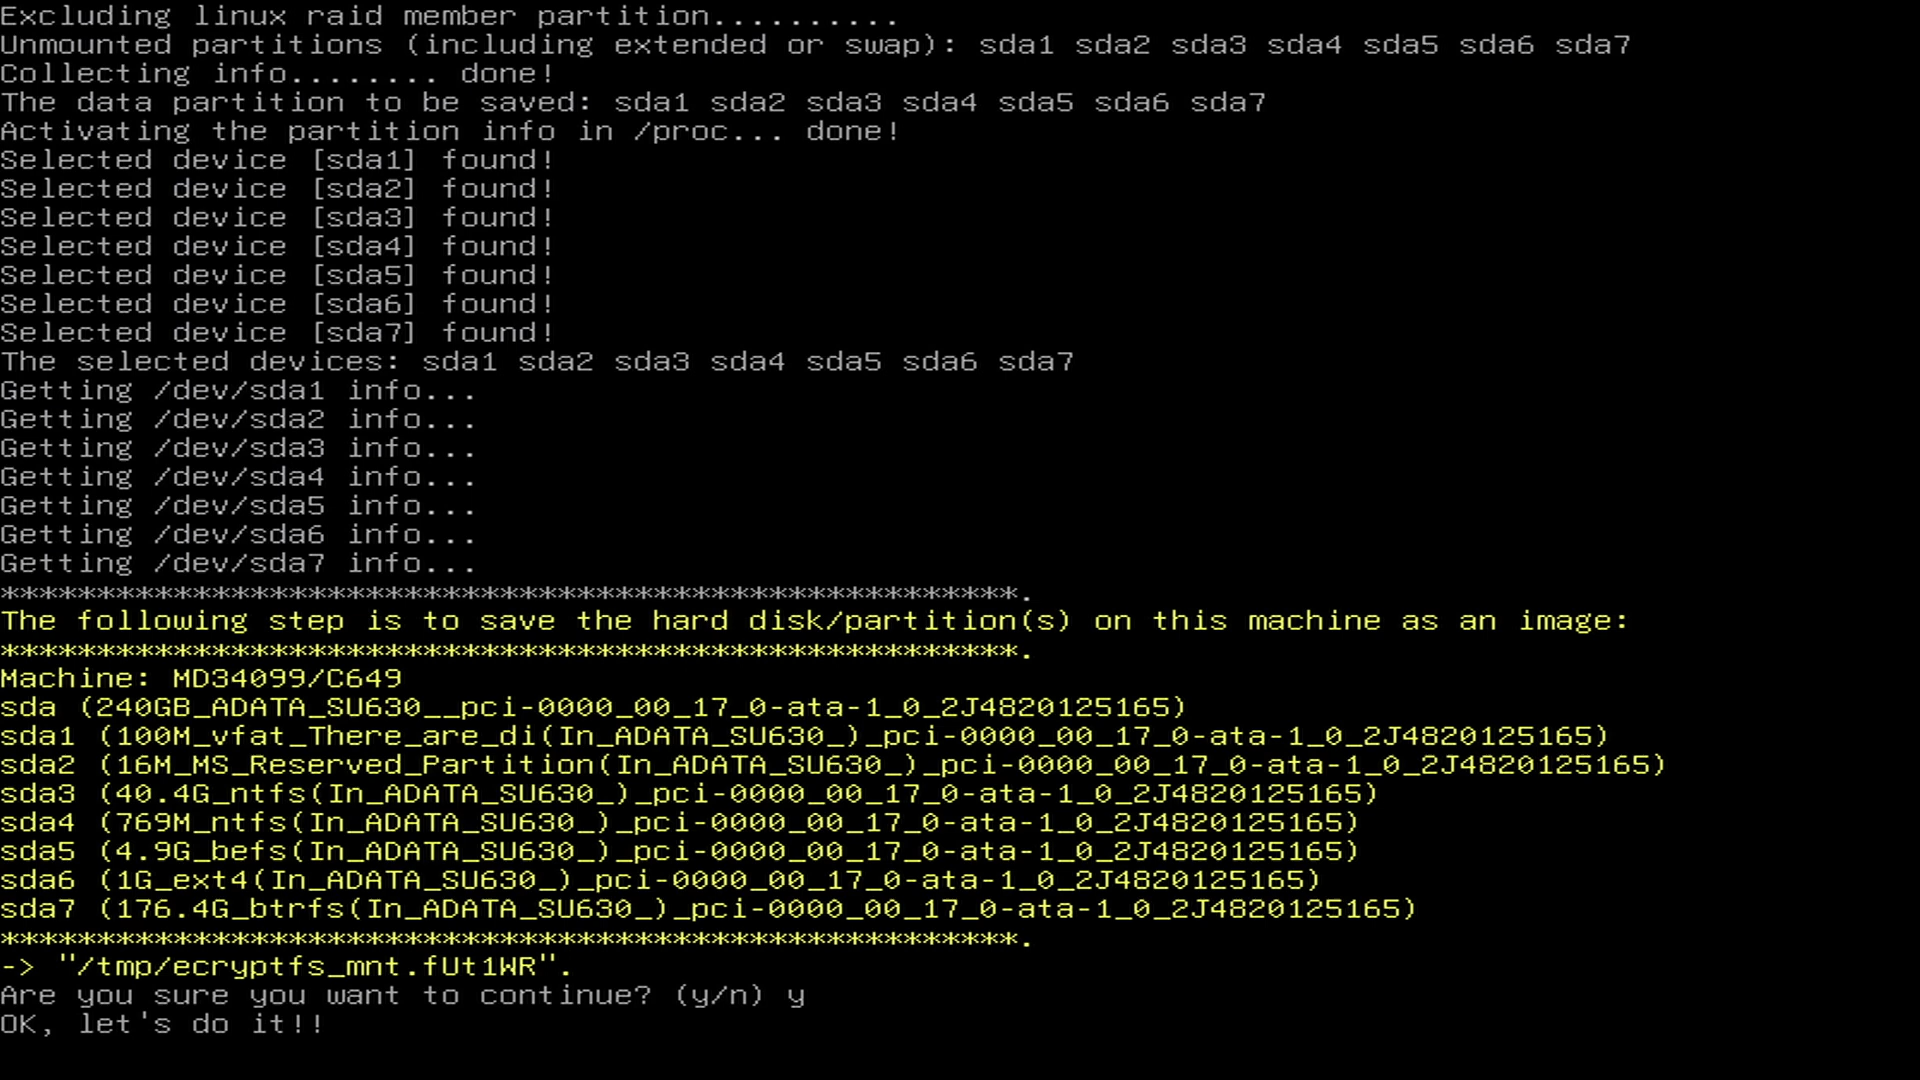 Excluding linux raid member partition..........
Unmounted partitions (including extended or swap): sda1 sda2 sda3 sda4 sda5 sda6 sda7
Collecting info........ done!
The data partition to be saved: sda1 sda2 sda3 sda4 sda5 sda6 sda7
Activating the partition info in /proc... done!
Selected device [sda1] found!
Selected device [sda2] found!
Selected device [sda3] found!
Selected device [sda4] found!
Selected device [sda5] found!
Selected device [sda6] found!
Selected device [sda7] found!
The selected devices: sda1 sda2 sda3 sda4 sda5 sda6 sda7
Getting /dev/sda1 info...
Getting /dev/sda2 info...
Getting /dev/sda3 info...
Getting /dev/sda4 info...
Getting /dev/sda5 info...
Getting /dev/sda6 info...
Getting /dev/sda7 info...
*****************************************************.
The following step is to save the hard disk/partition(s) on this machine as an image:
*****************************************************.
Machine: MD34099/C649
sda (240GB_ADATA_SU630__pci-0000_00_17_0-ata-1_0_2J4820125165)
sda1 (100M_vfat_There_are_di(In_ADATA_SU630_)_pci-0000_00_17_0-ata-1_0_2J4820125165)
sda2 (16M_MS_Reserved_Partition(In_ADATA_SU630_)_pci-0000_00_17_0-ata-1_0_2J4820125165)
sda3 (40.4G_ntfs(In_ADATA_SU630_)_pci-0000_00_17_0-ata-1_0_2J4820125165)
sda4 (769M_ntfs(In_ADATA_SU630_)_pci-0000_00_17_0-ata-1_0_2J4820125165)
sda5 (4.9G_befs(In_ADATA_SU630_)_pci-0000_00_17_0-ata-1_0_2J4820125165)
sda6 (1G_ext4(In_ADATA_SU630_)_pci-0000_00_17_0-ata-1_0_2J4820125165)
sda7 (176.4G_btrfs(In_ADATA_SU630_)_pci-0000_00_17_0-ata-1_0_2J4820125165)
*****************************************************.
-> "/tmp/ecryptfs_mnt.fUt1WR".
Are you sure you want to continue? (y/n) y
OK, let's do it!!